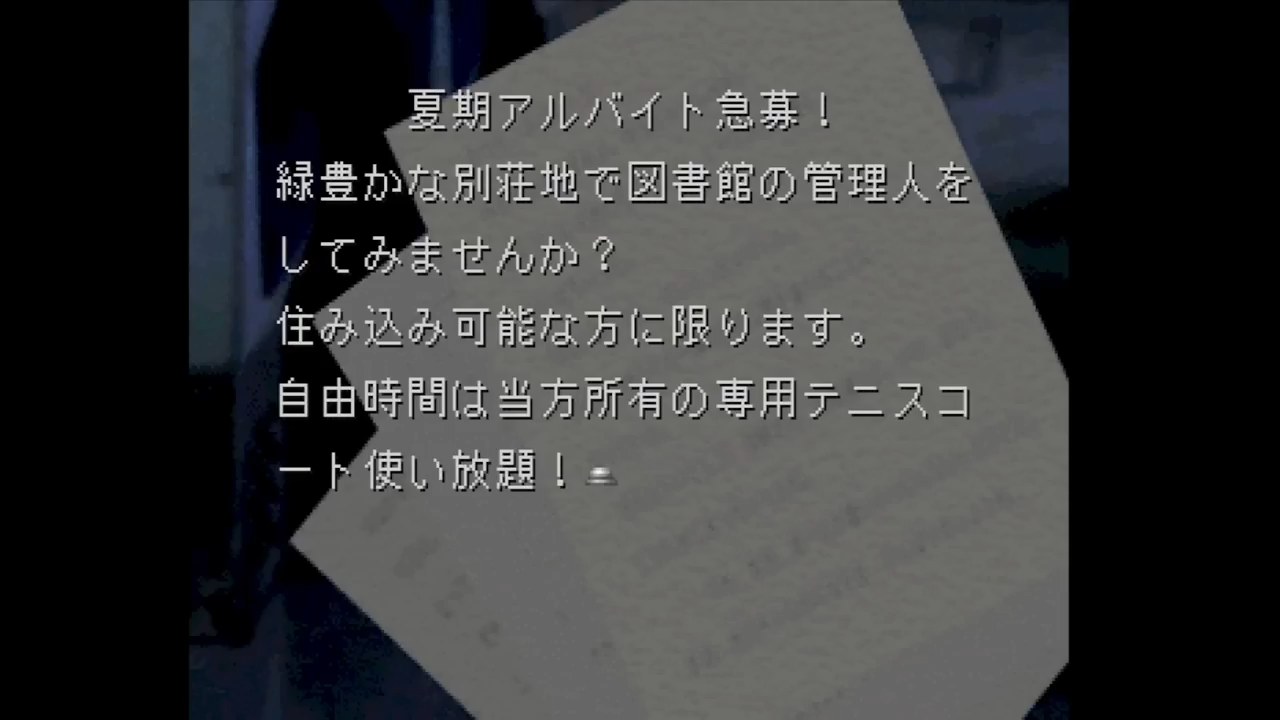 夏期アルバイト急募！
緑豊かな別荘地で図書館の管理人を
してみませんか？
住み込み可能な方に限ります。
自由時間は当方所有の専用テニスコ
ート使い放題！